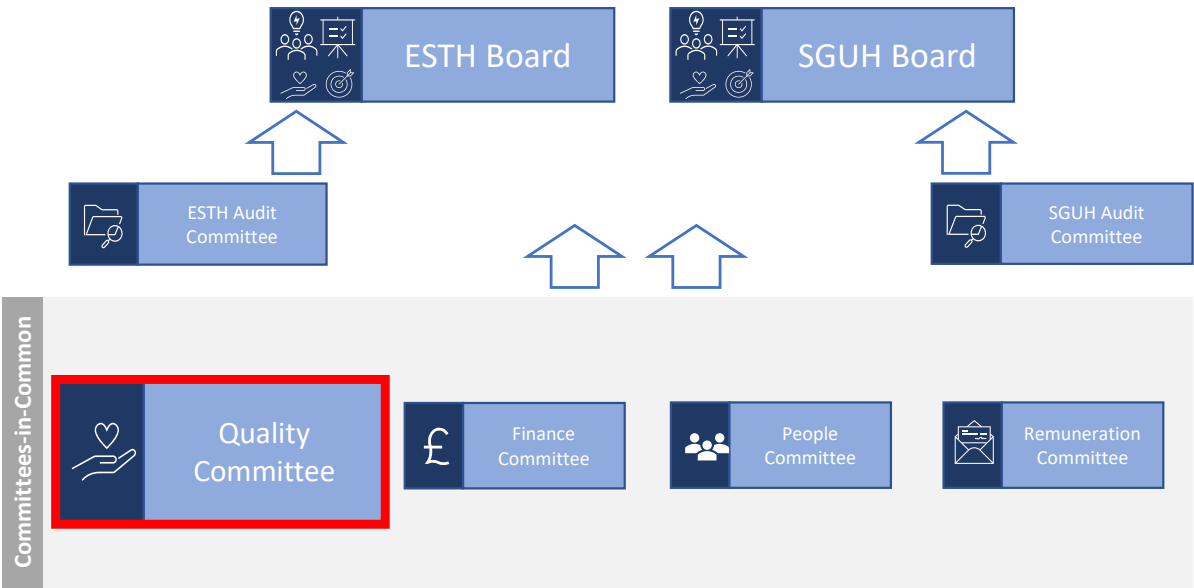 ESTH Board
SGUH Board
ESTH Audit
Committee
SGUH Audit
Committee
Committees-in-Common
Quality
Committee
£
Finance
Committee
People
Committee
Remuneration
Committee